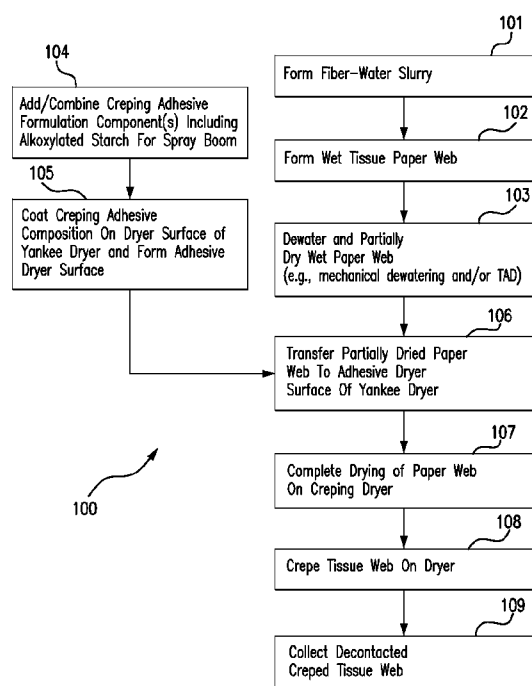 101
Form Fiber-Water Slurry
104
Add/Combine Creping Adhesive
Formulation Component(s) Including
Alkoxylated Starch For Spray Boom
102
Form Wet Tissue Paper Web
105
Coat Creping Adhesive
Composition On Dryer Surface of
Yankee Dryer and Form Adhesive
Dryer Surface
103
Dewater and Partially
Dry Wet Paper Web
(e.g., mechanical dewatering and/or TAD)
106
Transfer Partially Dried Paper
Web To Adhesive Dryer
Surface Of Yankee Dryer
107
Complete Drying of Paper Web
On Creping Dryer
100
108
Crepe Tissue Web On Dryer
109
Collect Decontacted
Creped Tissue Web